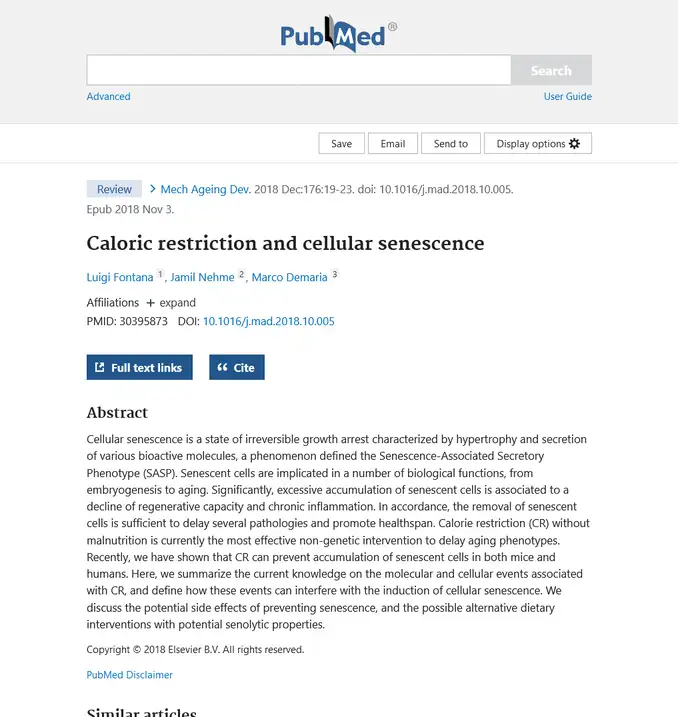 PubMed®
Search
Advanced
User Guide
Save
Email
Send to
Display options
Review
Mech Ageing Dev. 2018 Dec:176:19-23. doi: 10.1016/j.mad.2018.10.005.
Epub 2018 Nov 3.
Caloric restriction and cellular senescence
Luigi Fontana 1, Jamil Nehme 2, Marco Demaria 3
Affiliations + expand
PMID: 30395873 DOI: 10.1016/j.mad.2018.10.005
Full text links
Cite
Abstract
Cellular senescence is a state of irreversible growth arrest characterized by hypertrophy and secretion
of various bioactive molecules, a phenomenon defined the Senescence-Associated Secretory
Phenotype (SASP). Senescent cells are implicated in a number of biological functions, from
embryogenesis to aging. Significantly, excessive accumulation of senescent cells is associated to a
decline of regenerative capacity and chronic inflammation. In accordance, the removal of senescent
cells is sufficient to delay several pathologies and promote healthspan. Calorie restriction (CR) without
malnutrition is currently the most effective non-genetic intervention to delay aging phenotypes.
Recently, we have shown that CR can prevent accumulation of senescent cells in both mice and
humans. Here, we summarize the current knowledge on the molecular and cellular events associated
with CR, and define how these events can interfere with the induction of cellular senescence. We
discuss the potential side effects of preventing senescence, and the possible alternative dietary
interventions with potential senolytic properties.
Copyright © 2018 Elsevier B.V. All rights reserved.
PubMed Disclaimer
Similar articles